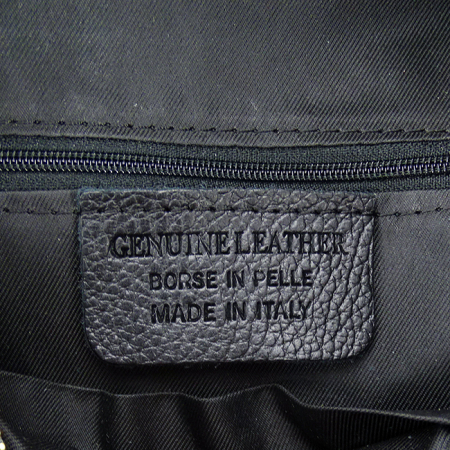 GENUINE LEATHER
BORSE IN PELLE
MADE IN ITALY